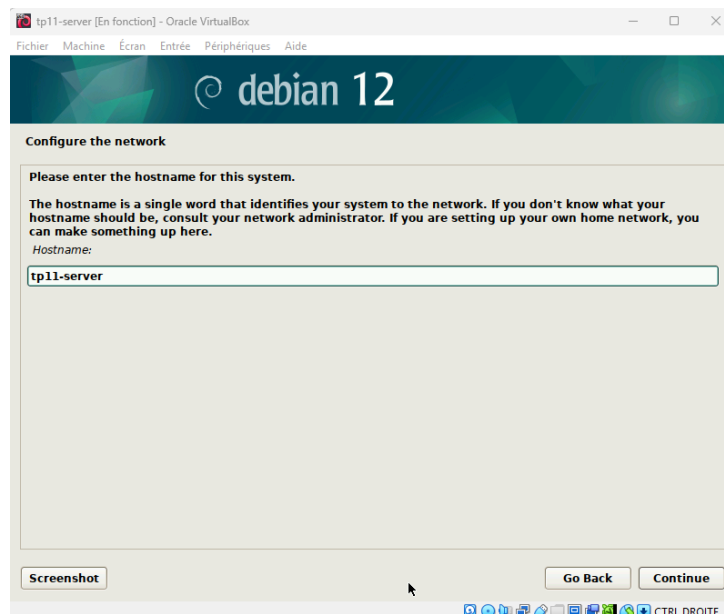 tp11-server [En fonction] - Oracle VirtualBox
Fichier Machine Écran Entrée Périphériques Aide
debian 12
Configure the network
Please enter the hostname for this system.
The hostname is a single word that identifies your system to the network. If you don't know what your
hostname should be, consult your network administrator. If you are setting up your own home network, you
can make something up here.
Hostname:
tp11-server
Screenshot
Go Back
Continue
CTRL DROITE